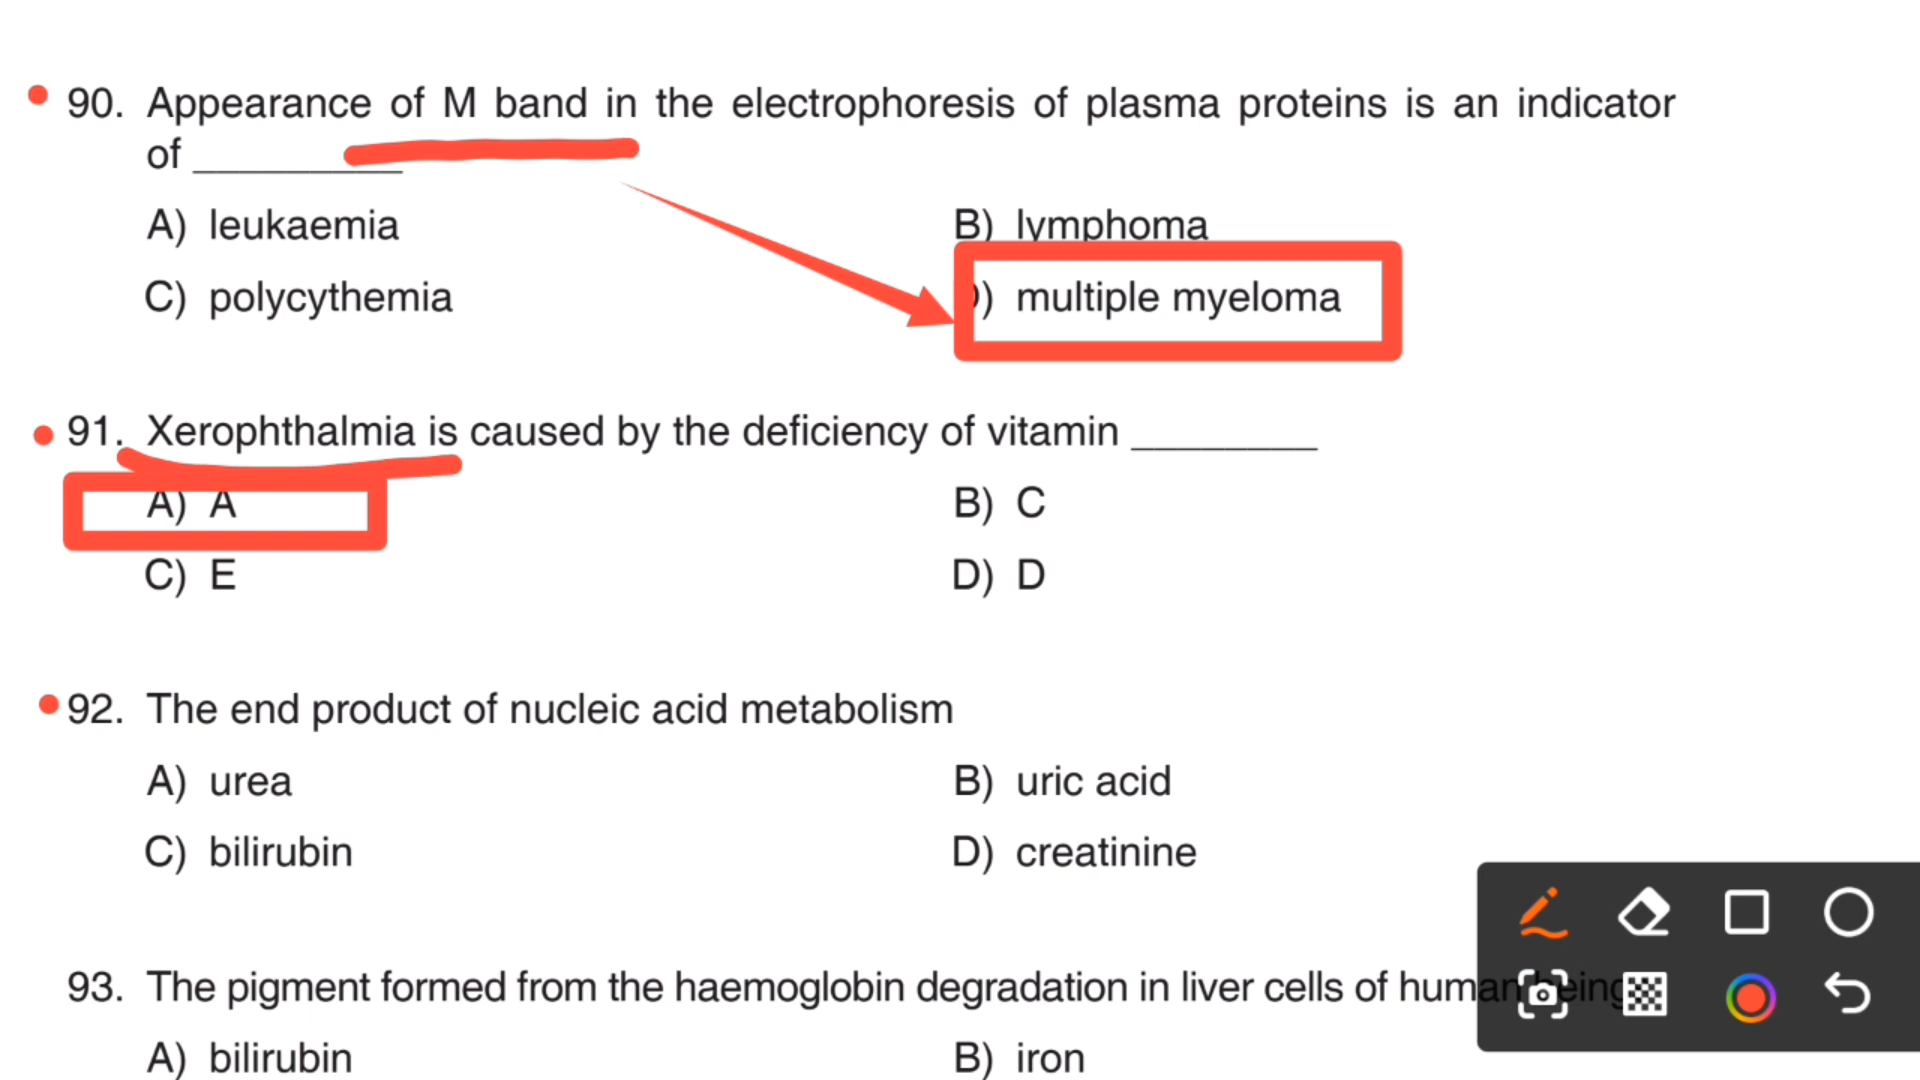 90. Appearance of M band in the electrophoresis of plasma proteins is an indicator
of _________
A) leukaemia B) lymphoma
C) polycythemia D) multiple myeloma
91. Xerophthalmia is caused by the deficiency of vitamin ________
A) A B) C
C) E D) D
92. The end product of nucleic acid metabolism
A) urea B) uric acid
C) bilirubin D) creatinine
93. The pigment formed from the haemoglobin degradation in liver cells of human being
A) bilirubin B) iron